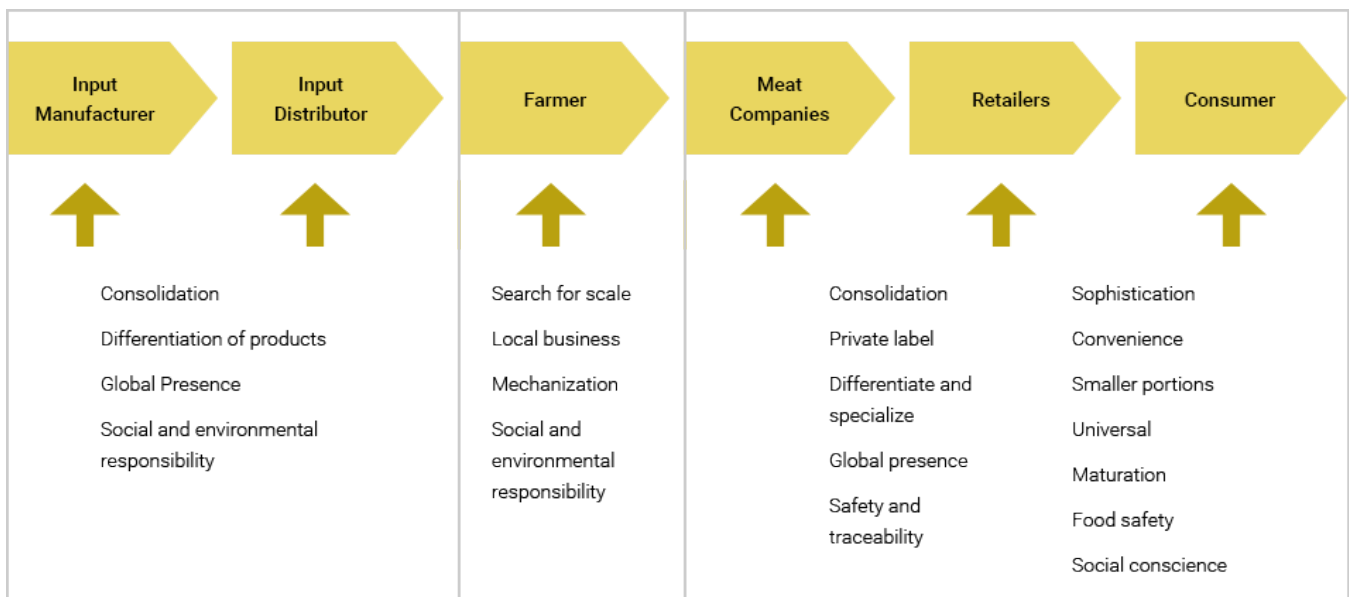 Input
Manufacturer
Input
Distributor
Farmer
Meat
Companies
Retailers
Consumer
Consolidation
Differentiation of products
Global Presence
Social and environmental
responsibility
Search for scale
Local business
Mechanization
Social and
environmental
responsibility
Consolidation
Private label
Differentiate and
specialize
Global presence
Safety and
traceability
Sophistication
Convenience
Smaller portions
Universal
Maturation
Food safety
Social conscience